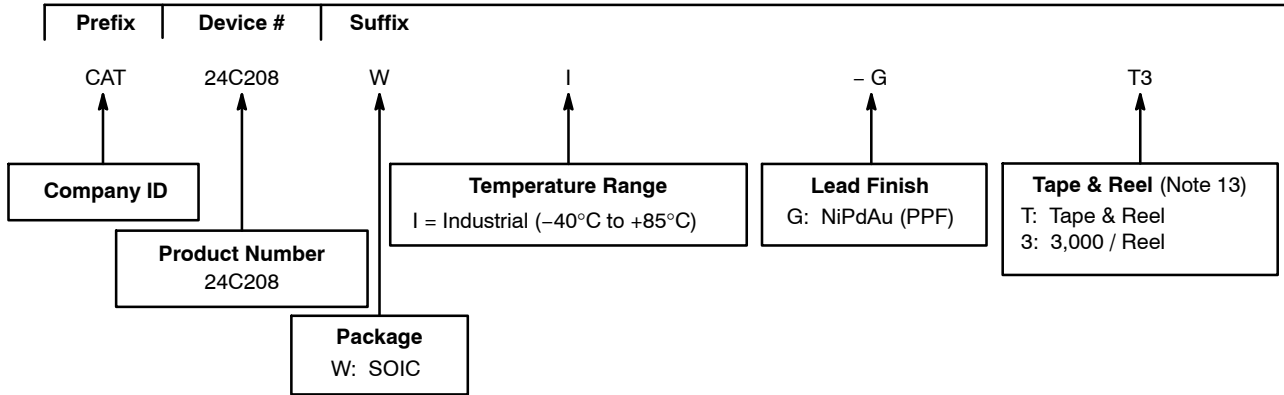 Prefix Device # Suffix
CAT 24C208 W I – G T3
Company ID
Product Number
24C208
Package
W: SOIC
Temperature Range
I = Industrial (−40°C to +85°C)
Lead Finish
G: NiPdAu (PPF)
Tape & Reel (Note 13)
T: Tape & Reel
3: 3,000 / Reel